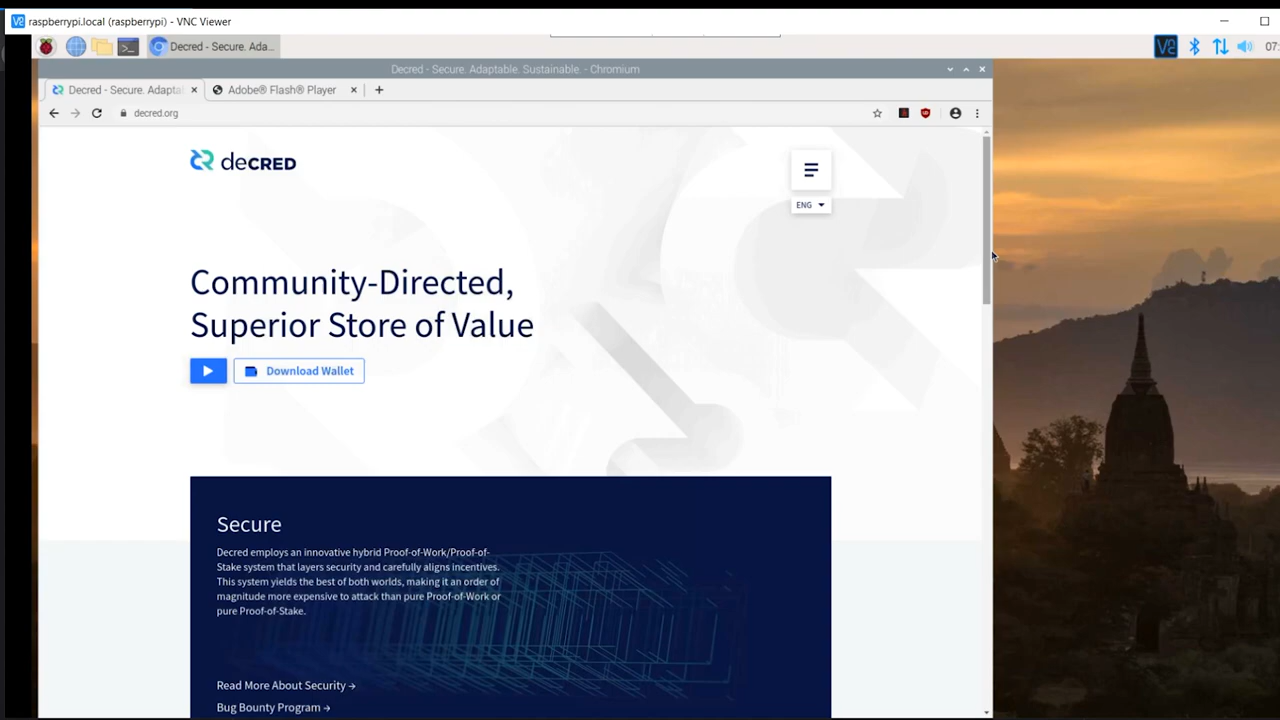 raspberrypi.local (raspberrypi) - VNC Viewer
Decred - Secure. Ada...
07:
Decred - Secure. Adaptable. Sustainable. - Chromium
Decred - Secure. Adapta
Adobe® Flash® Player
decred.org
deCRED
ENG
Community-Directed,
Superior Store of Value
Download Wallet
Secure
Decred employs an innovative hybrid Proof-of-Work/Proof-of-
Stake system that layers security and carefully aligns incentives.
This system yields the best of both worlds, making it an order of
magnitude more expensive to attack than pure Proof-of-Work or
pure Proof-of-Stake.
Read More About Security →
Bug Bounty Program →